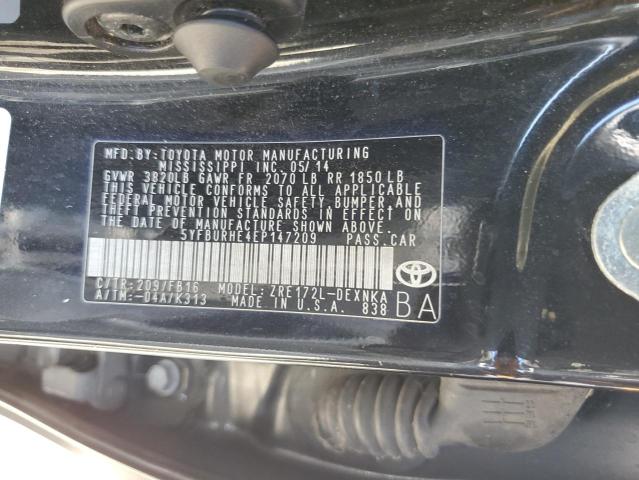 MFD.BY:TOYOTA MOTOR MANUFACTURING
MISSISSIPPI INC. 05/14
GVWR 3820LB GAWR FR 2070 LB RR 1850 LB
THIS VEHICLE CONFORMS TO ALL APPLICABLE
FEDERAL MOTOR VEHICLE SAFETY,BUMPER,AND
THEFT PREVENTION STANDARDS IN EFFECT ON
THE DATE OF MANUFACTURE SHOWN ABOVE.
5YFBURHE4EP147209 PASS.CAR
C/TR:209/FB16 MODEL:ZRE172L-DEXNKA
A/TM:-04A/K313 MADE IN U.S.A. 838
BA